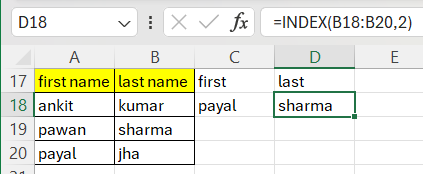 D18 fx =INDEX(B18:B20,2)
A B C D E
17 first name last name first last
18 ankit kumar payal sharma
19 pawan sharma
20 payal jha